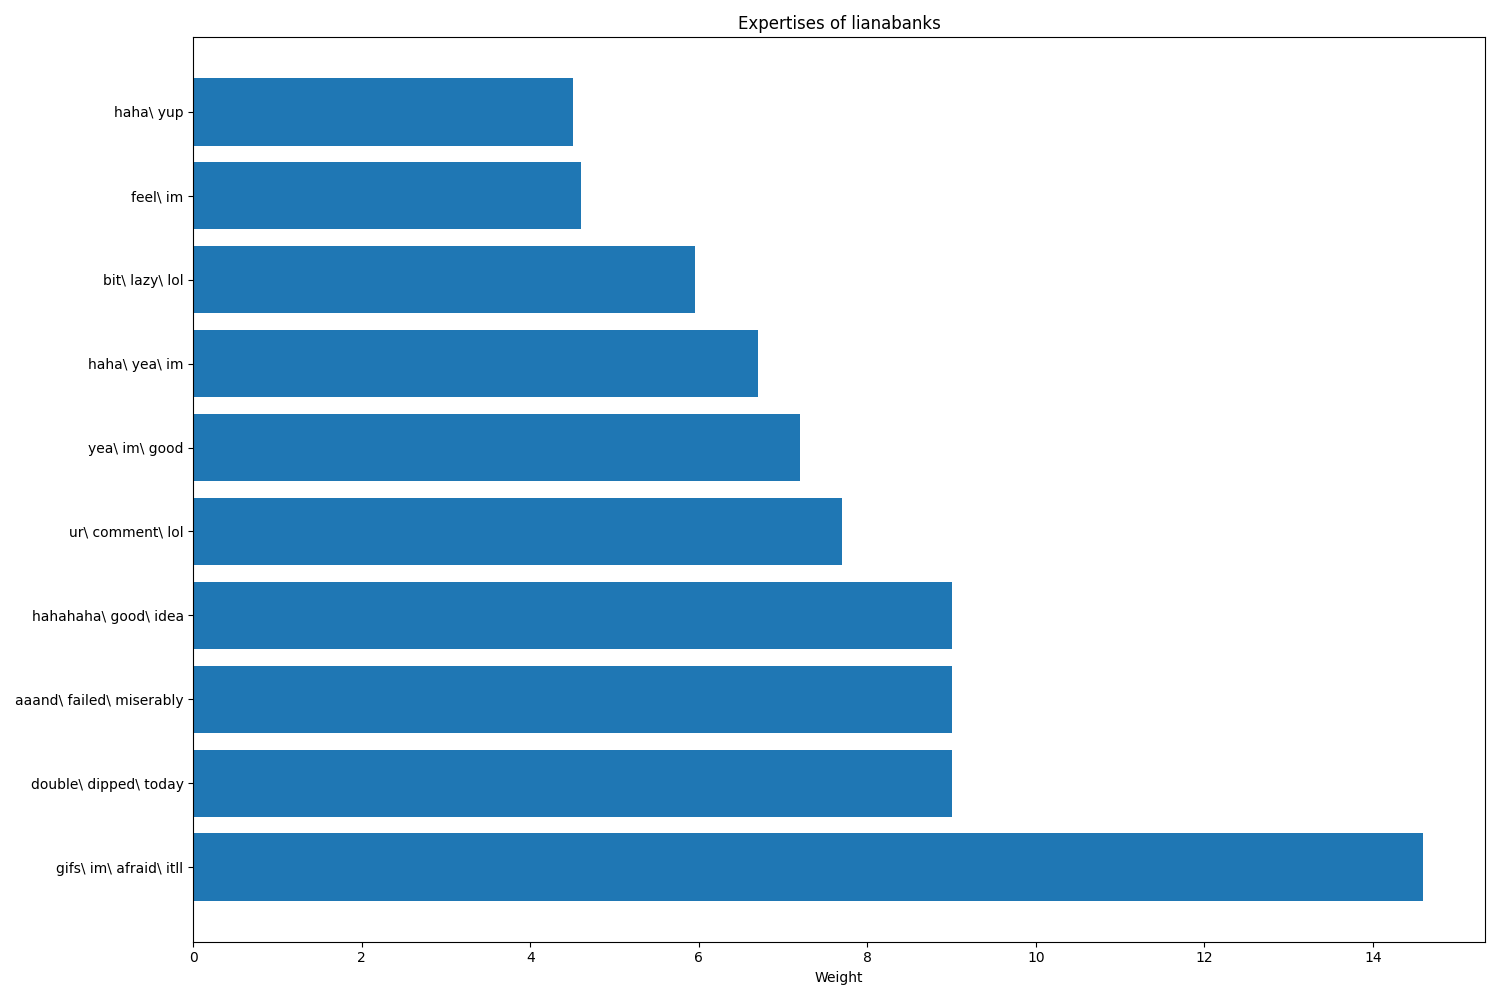 Expertises of lianabanks
haha\ yup
feel\ im
bit\ lazy\ lol
haha\ yea\ im
yea\ im\ good
ur\ comment\ lol
hahahaha\ good\ idea
aaand\ failed\ miserably
double\ dipped\ today
gifs\ im\ afraid\ itll
0 2 4 6 8 10 12 14
Weight